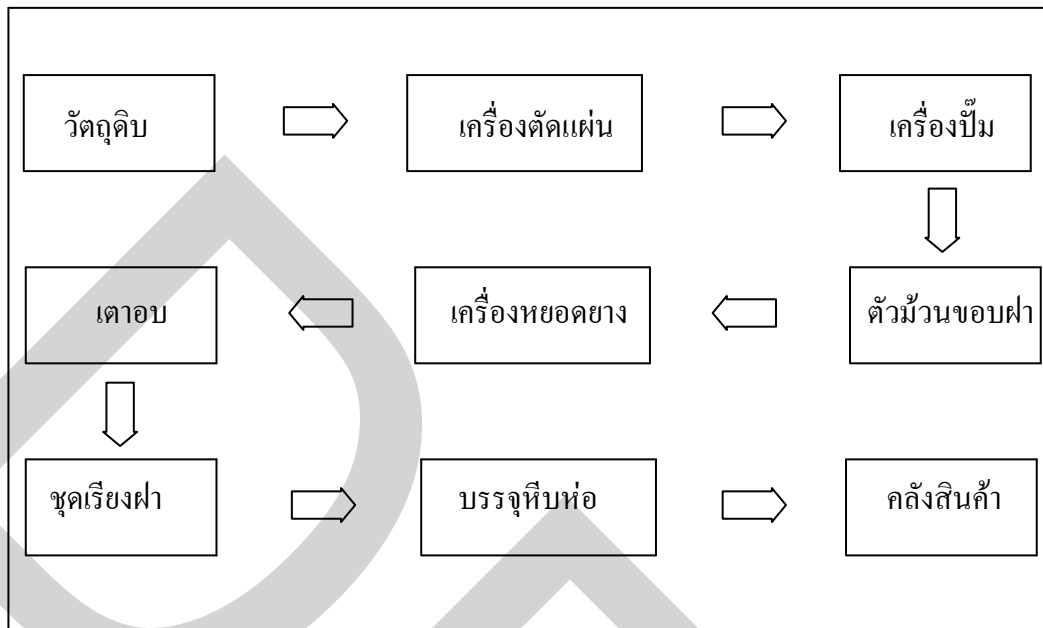 วัตถุดิบ
เครื่องตัดแผ่น
เครื่องปั๊ม
ตัวม้วนขอบฝา
เครื่องหยอดยาง
เตาอบ
ชุดเรียงฝา
บรรจุหีบห่อ
คลังสินค้า